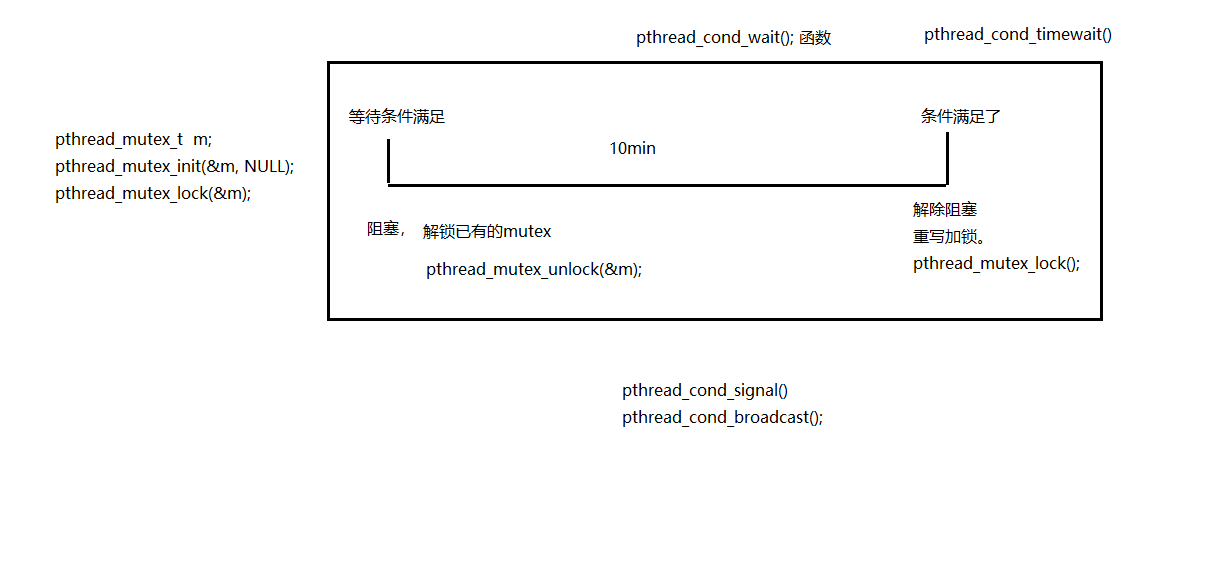 pthread_cond_wait(); 函数
pthread_cond_timewait()
等待条件满足
条件满足了
pthread_mutex_t  m;
pthread_mutex_init(&m, NULL);
pthread_mutex_lock(&m);
10min
阻塞， 解锁已有的mutex
pthread_mutex_unlock(&m);
解除阻塞
重写加锁。
pthread_mutex_lock();
pthread_cond_signal()
pthread_cond_broadcast();